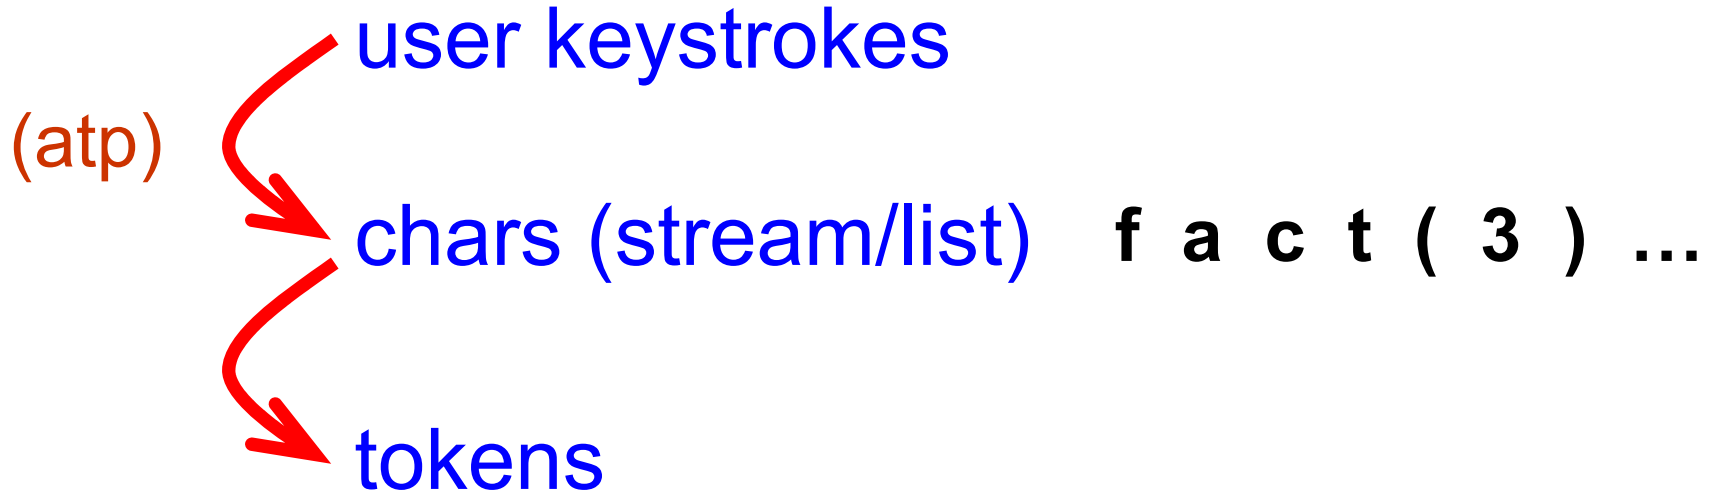 user keystrokes
(atp)
chars (stream/list) f a c t ( 3 ) …
tokens